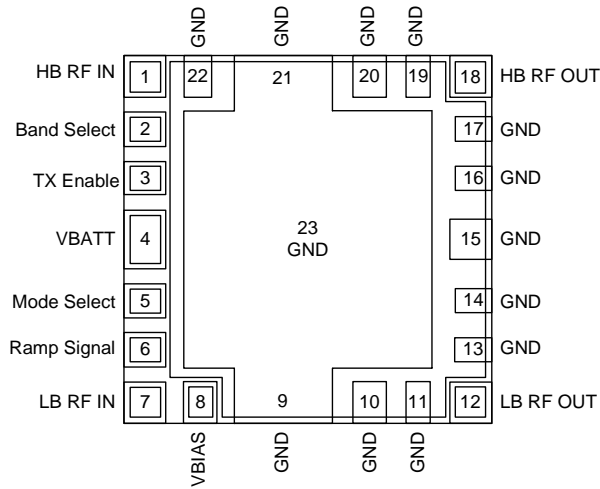 GND GND GND GND
HB RF IN 1 22 21 20 19 18 HB RF OUT
Band Select 2 17 GND
TX Enable 3 16 GND
VBATT 4 23 15 GND
GND
Mode Select 5 14 GND
Ramp Signal 6 13 GND
LB RF IN 7 8 9 10 11 12 LB RF OUT
VBIAS GND GND GND